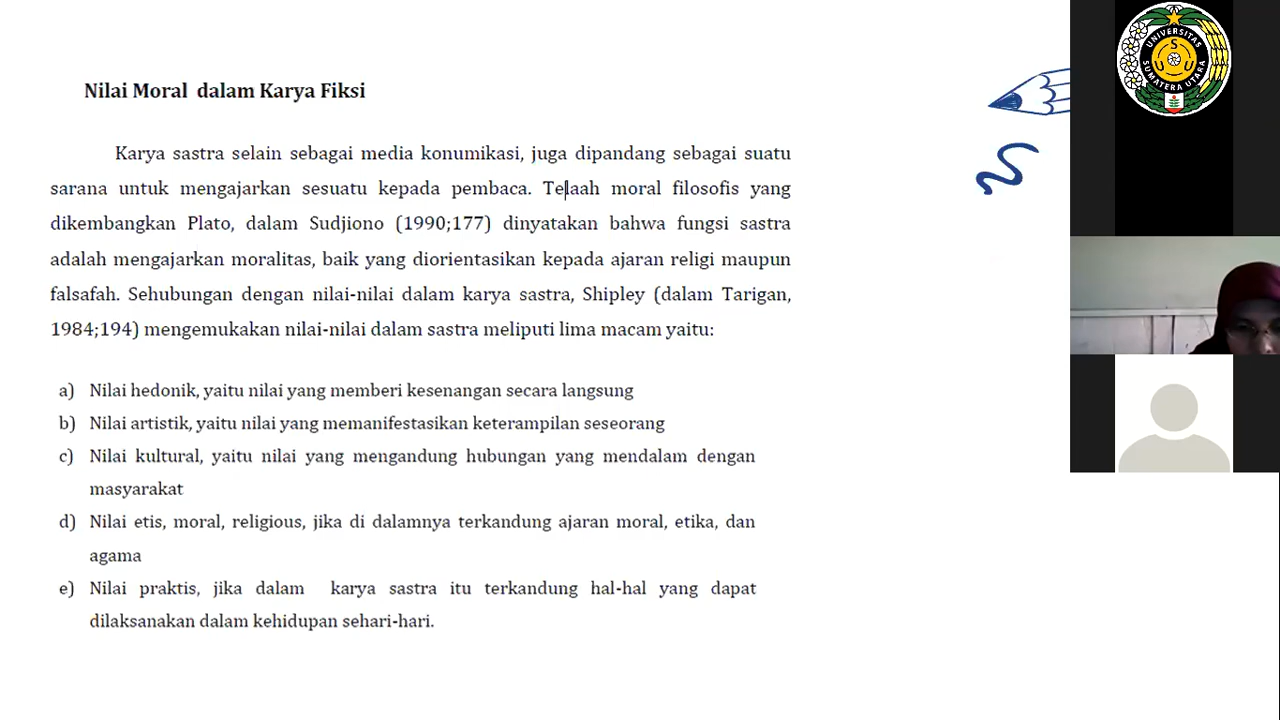 Nilai Moral  dalam Karya Fiksi
Karya sastra selain sebagai media konumikasi, juga dipandang sebagai suatu
sarana untuk mengajarkan sesuatu kepada pembaca. Telaah moral filosofis yang
dikembangkan Plato, dalam Sudjiono (1990;177) dinyatakan bahwa fungsi sastra
adalah mengajarkan moralitas, baik yang diorientasikan kepada ajaran religi maupun
falsafah. Sehubungan dengan nilai-nilai dalam karya sastra, Shipley (dalam Tarigan,
1984;194) mengemukakan nilai-nilai dalam sastra meliputi lima macam yaitu:
a) Nilai hedonik, yaitu nilai yang memberi kesenangan secara langsung
b) Nilai artistik, yaitu nilai yang memanifestasikan keterampilan seseorang
c) Nilai kultural, yaitu nilai yang mengandung hubungan yang mendalam dengan
masyarakat
d) Nilai etis, moral, religious, jika di dalamnya terkandung ajaran moral, etika, dan
agama
e) Nilai praktis, jika dalam  karya sastra itu terkandung hal-hal yang dapat
dilaksanakan dalam kehidupan sehari-hari.
UNIVERSITAS
SUMATERA UTARA